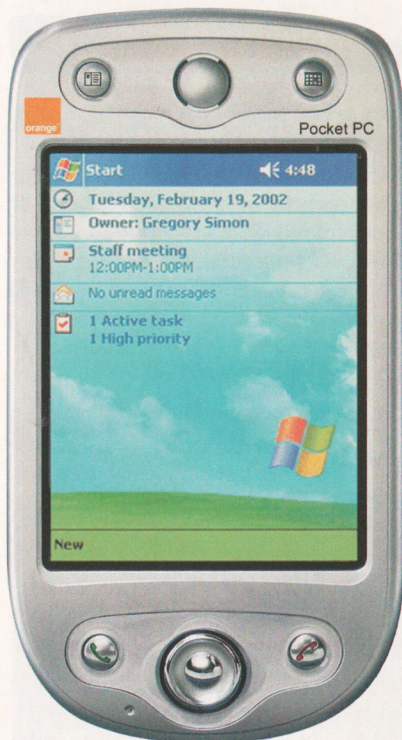 orange
Pocket PC
Start 4:48
Tuesday, February 19, 2002
Owner: Gregory Simon
Staff meeting
12:00PM-1:00PM
No unread messages
1 Active task
1 High priority
New